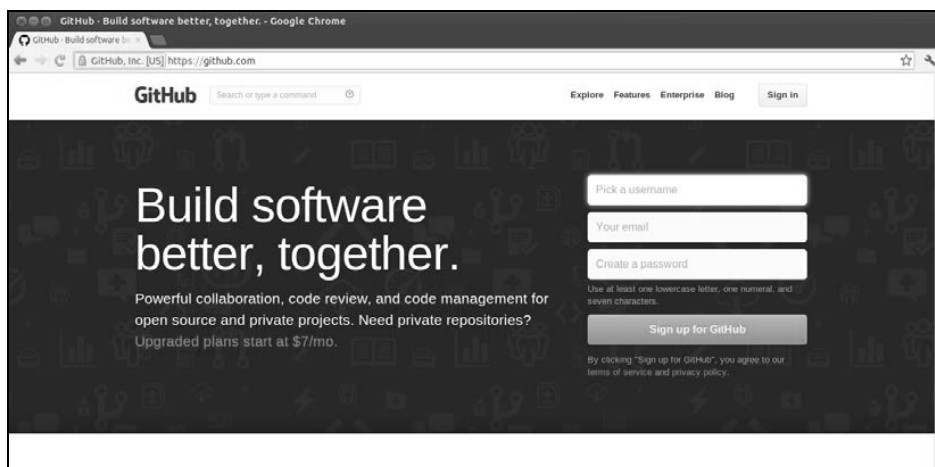 GitHub · Build software better, together. - Google Chrome
GitHub · Build software be
GitHub, Inc. [US] https://github.com
GitHub
Search or type a command
Explore Features Enterprise Blog
Sign in
Build software
better, together.
Powerful collaboration, code review, and code management for
open source and private projects. Need private repositories?
Upgraded plans start at $7/mo.
Pick a username
Your email
Create a password
Use at least one lowercase letter, one numeral, and
seven characters.
Sign up for GitHub
By clicking "Sign up for GitHub", you agree to our
terms of service and privacy policy.